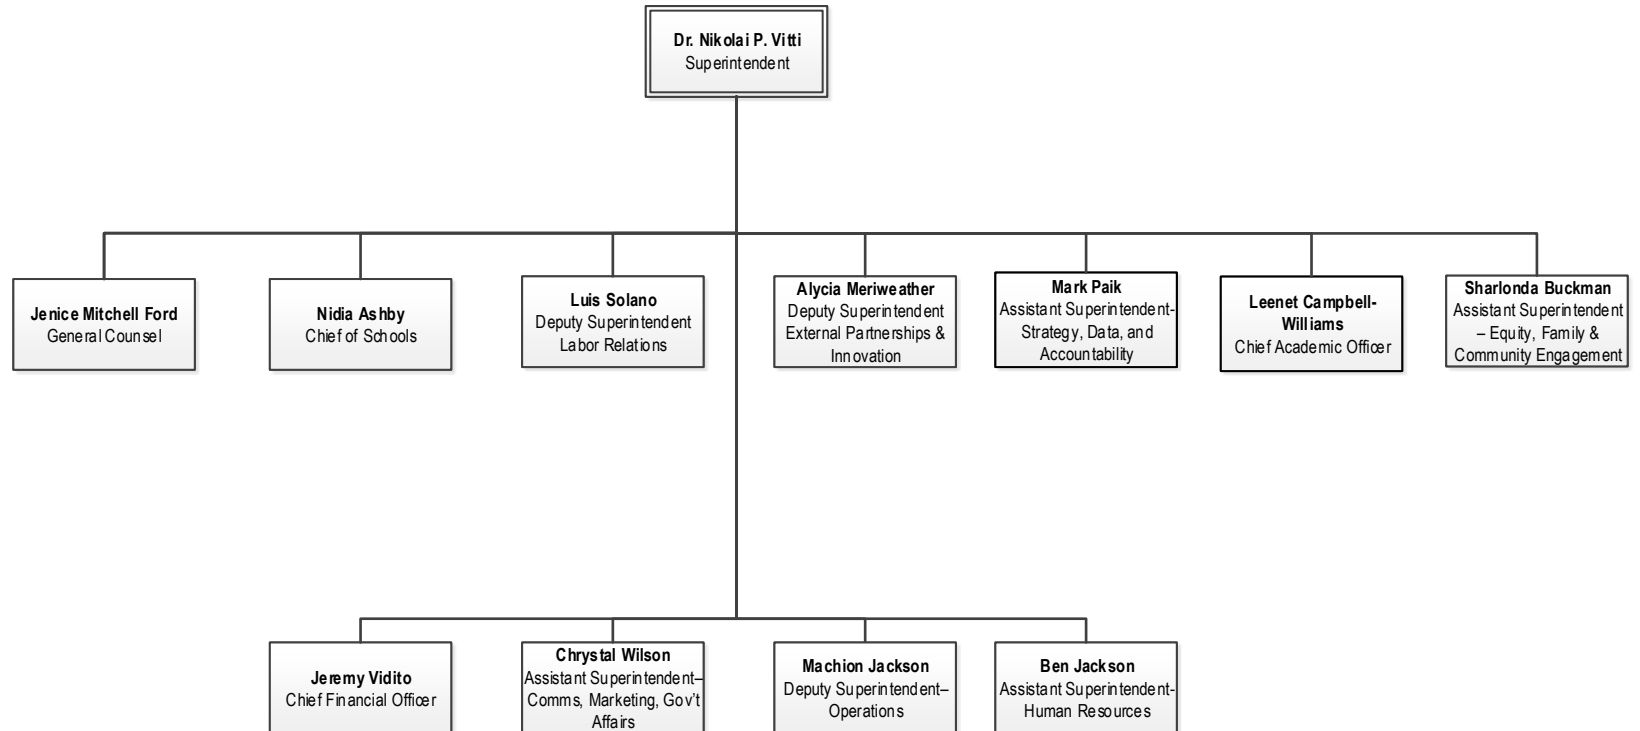 Dr. Nikolai P. Vitti
Superintendent
Jenice Mitchell Ford
General Counsel
Nidia Ashby
Chief of Schools
Luis Solano
Deputy Superintendent
Labor Relations
Alycia Meriweather
Deputy Superintendent
External Partnerships &
Innovation
Mark Paik
Assistant Superintendent-
Strategy, Data, and
Accountability
Leenet Campbell-
Williams
Chief Academic Officer
Sharlonda Buckman
Assistant Superintendent
– Equity, Family &
Community Engagement
Jeremy Vidito
Chief Financial Officer
Chrystal Wilson
Assistant Superintendent–
Comms, Marketing, Gov't
Affairs
Machion Jackson
Deputy Superintendent–
Operations
Ben Jackson
Assistant Superintendent-
Human Resources